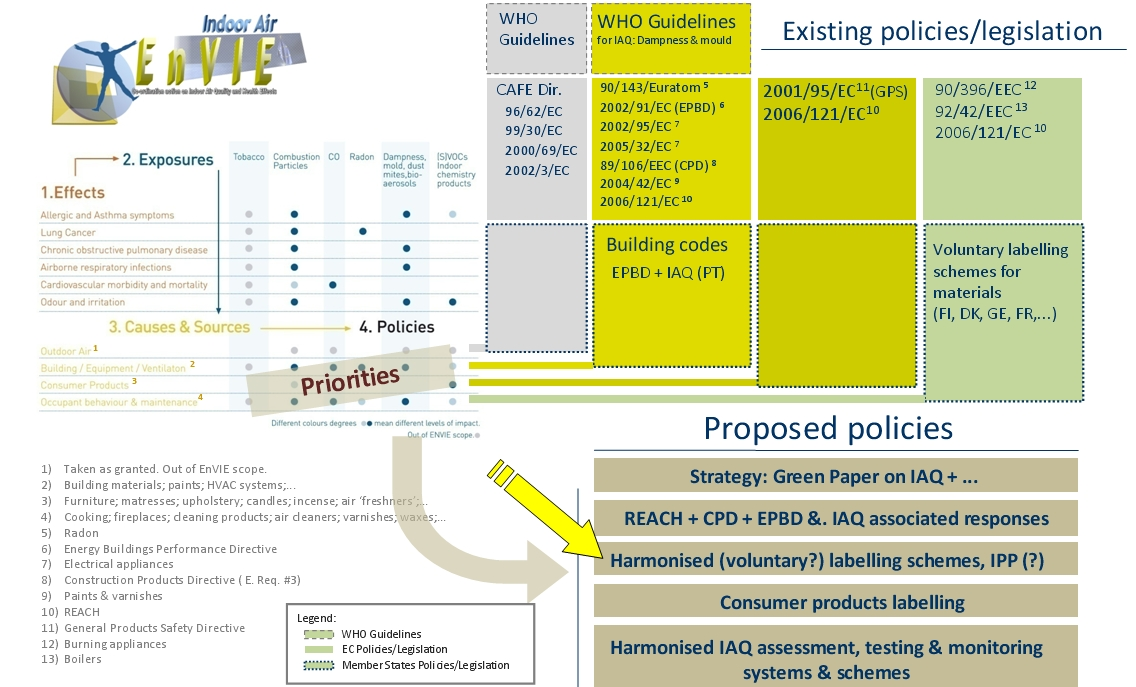 Indoor Air
EnVIE
Co-ordination action on Indoor Air Quality and Health Effects
WHO
Guidelines
WHO Guidelines
for IAQ: Dampness & mould
Existing policies/legislation
CAFE Dir.
96/62/EC
99/30/EC
2000/69/EC
2002/3/EC
90/143/Euratom 5
2002/91/EC (EPBD) 6
2002/95/EC 7
2005/32/EC 7
89/106/EEC (CPD) 8
2004/42/EC 9
2006/121/EC 10
2001/95/EC11(GPS)
2006/121/EC10
90/396/EEC 12
92/42/EEC 13
2006/121/EC 10
Building codes
EPBD + IAQ (PT)
Voluntary labelling
schemes for
materials
(FI, DK, GE, FR,...)
2. Exposures
Tobacco
Combustion
Particles
CO
Radon
Dampness,
mold, dust
mites,bio-
aerosols
[S]VOCs
Indoor
chemistry
products
1.Effects
Allergic and Asthma symptoms
Lung Cancer
Chronic obstructive pulmonary disease
Airborne respiratory infections
Cardiovascular morbidity and mortality
Odour and irritation
3. Causes & Sources
4. Policies
Outdoor Air 1
Building / Equipment / Ventilaton 2
Consumer Products 3
Occupant behaviour & maintenance 4
Priorities
Different colours degrees mean different levels of impact.
Out of ENVIE scope.
1) Taken as granted. Out of EnVIE scope.
2) Building materials; paints; HVAC systems;...
3) Furniture; matresses; upholstery; candles; incense; air ‘freshners’;...
4) Cooking; fireplaces; cleaning products; air cleaners; varnishes; waxes;...
5) Radon
6) Energy Buildings Performance Directive
7) Electrical appliances
8) Construction Products Directive ( E. Req. #3)
9) Paints & varnishes
10) REACH
11) General Products Safety Directive
12) Burning appliances
13) Boilers
Legend:
WHO Guidelines
EC Policies/Legislation
Member States Policies/Legislation
Proposed policies
Strategy: Green Paper on IAQ + ...
REACH + CPD + EPBD &. IAQ associated responses
Harmonised (voluntary?) labelling schemes, IPP (?)
Consumer products labelling
Harmonised IAQ assessment, testing & monitoring
systems & schemes